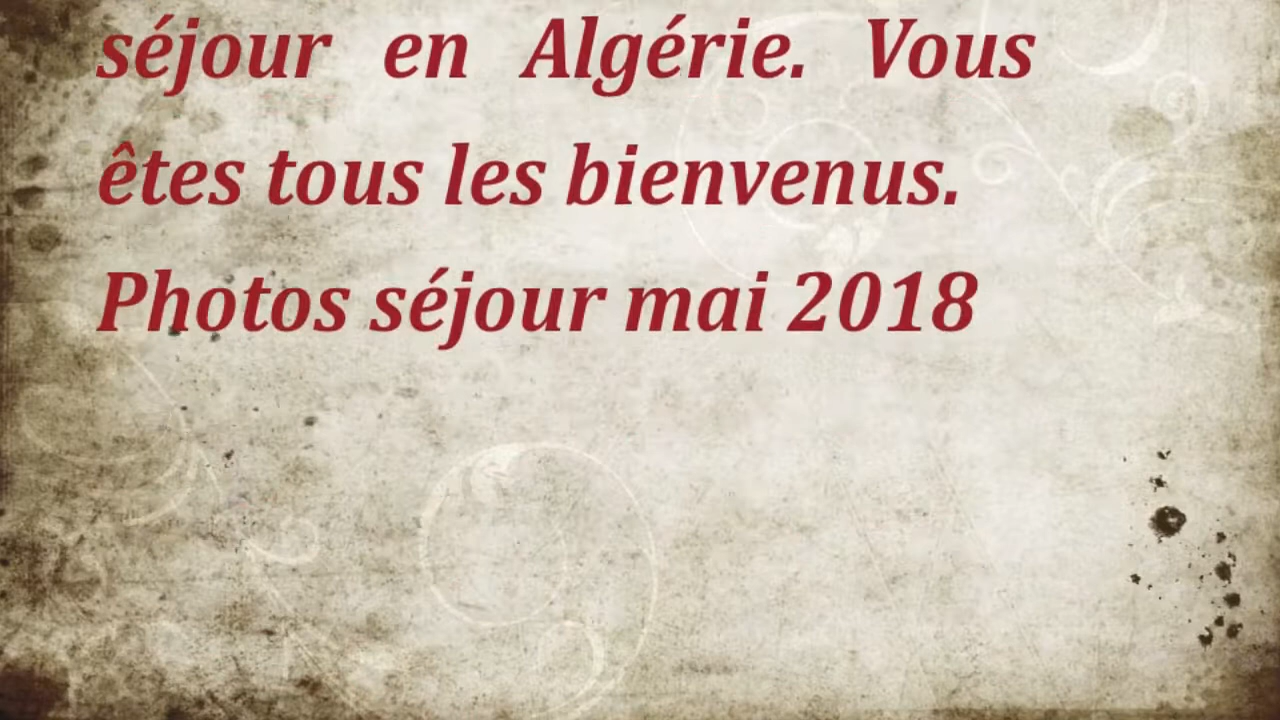 séjour en Algérie. Vous
êtes tous les bienvenus.
Photos séjour mai 2018